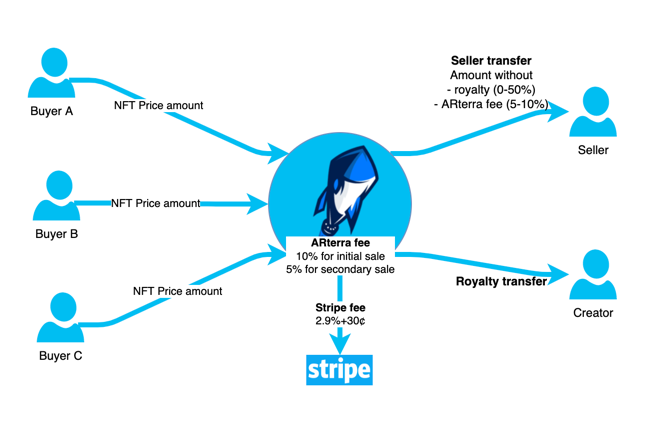 Seller transfer
Amount without
- royalty (0-50%)
- ARterra fee (5-10%)
Buyer A
NFT Price amount
Seller
Buyer B
NFT Price amount
ARterra fee
10% for initial sale
5% for secondary sale
NFT Price amount
Royalty transfer
Stripe fee
2.9%+30¢
Creator
Buyer C
stripe